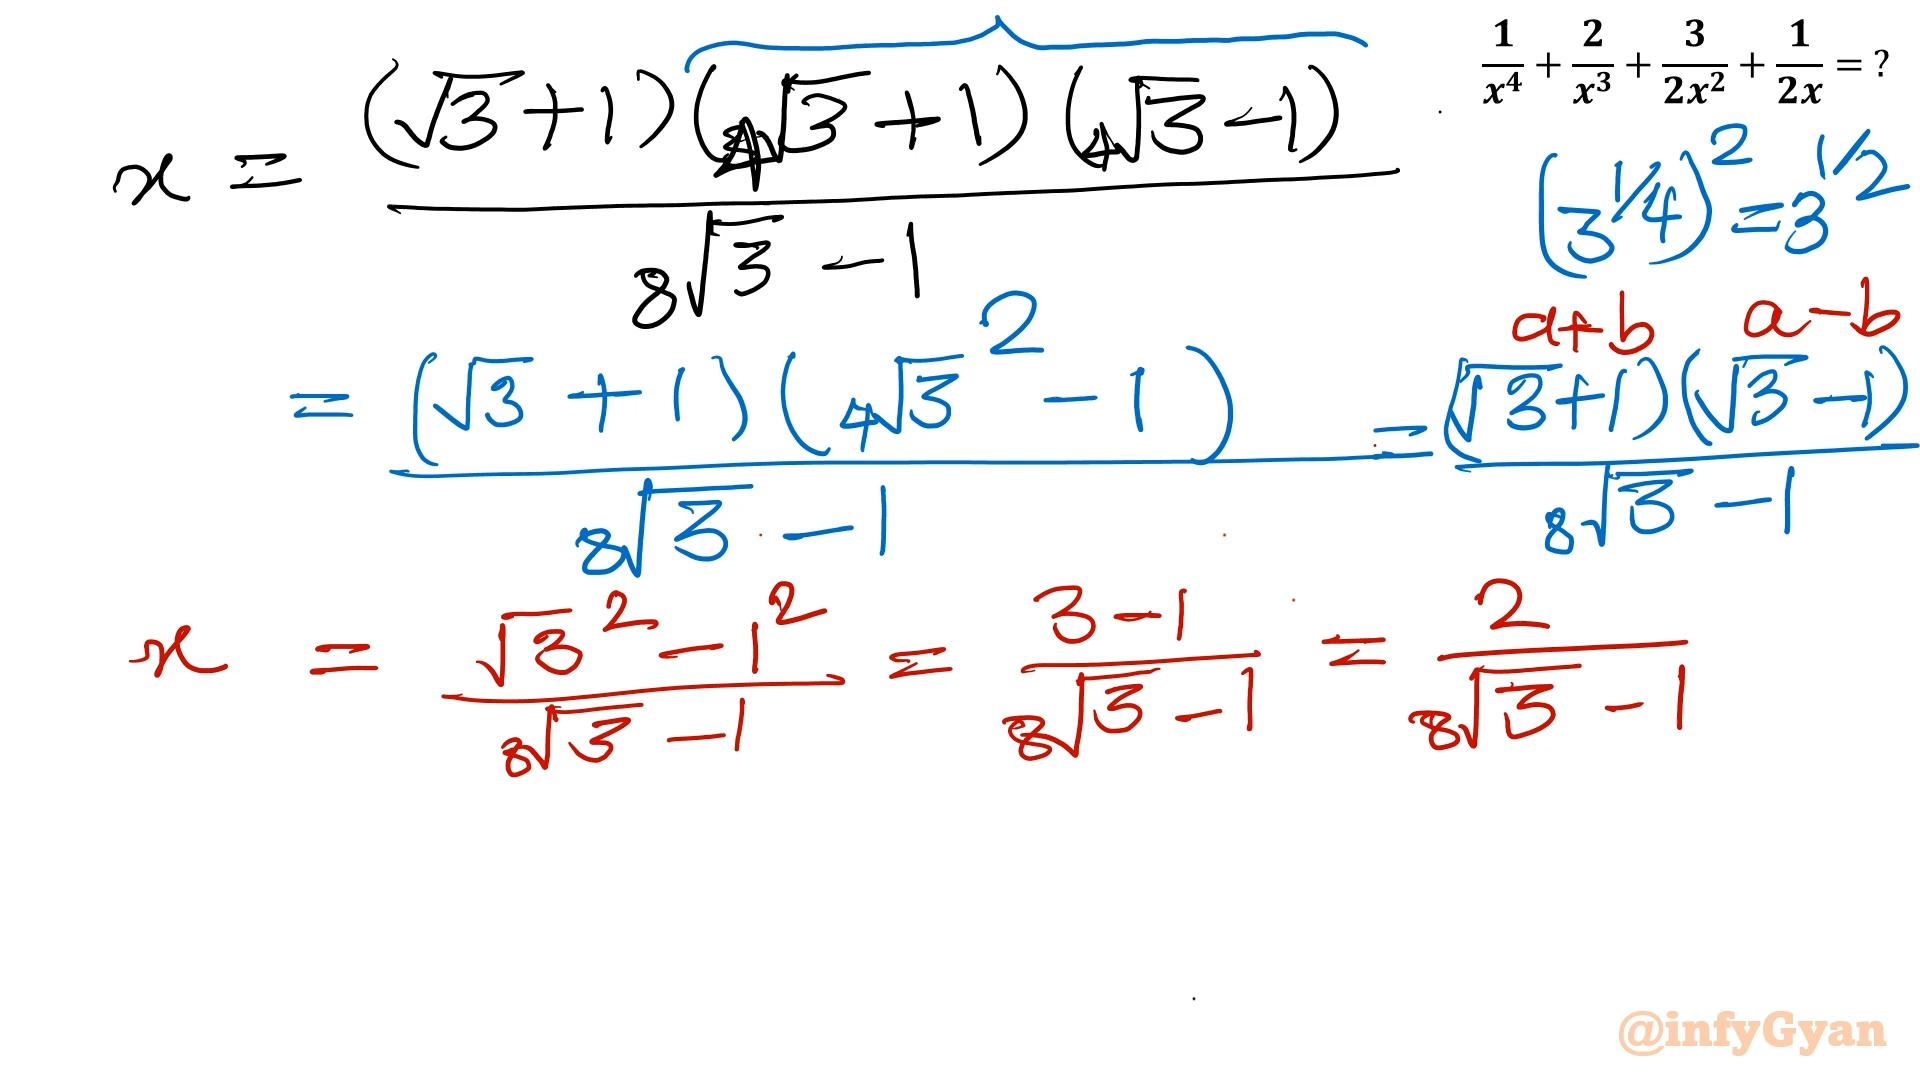 1/x⁴ + 2/x³ + 3/2x² + 1/2x = ?
x = (√3 + 1)(⁴√3 + 1)(⁴√3 − 1) / ⁸√3 − 1
(3^1/4)² = 3^1/2
a+b a−b
= (√3 + 1)(⁴√3² − 1) / ⁸√3 − 1 = (√3 + 1)(√3 − 1) / ⁸√3 − 1
x = √3² − 1² / ⁸√3 − 1 = 3 − 1 / ⁸√3 − 1 = 2 / ⁸√3 − 1
@infyGyan